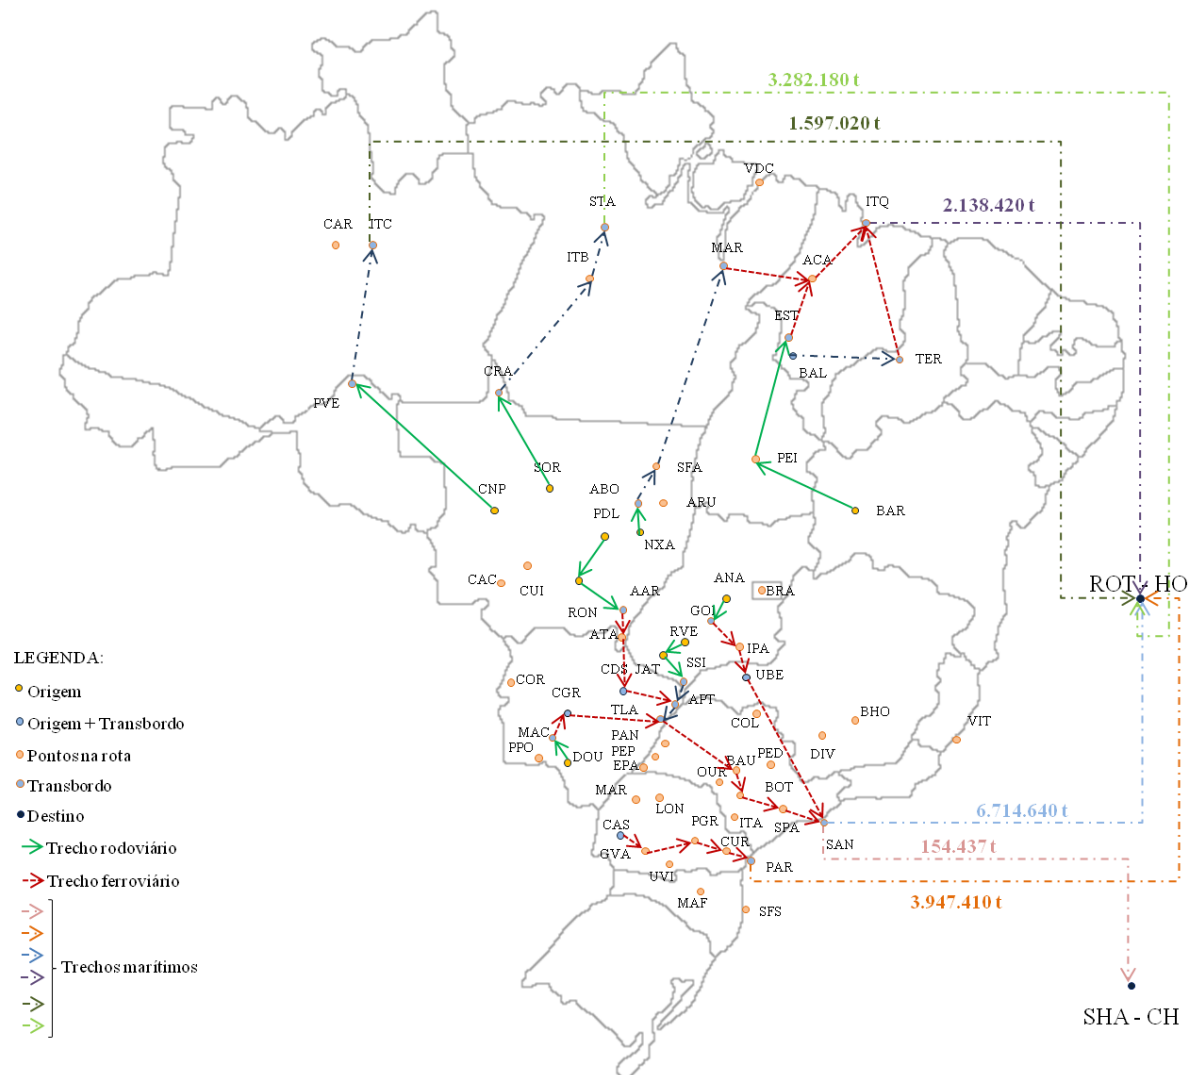 3.282.180 t
1.597.020 t
VDC
STA
ITQ
2.138.420 t
CAR
ITC
MAR
ITB
ACA
EST
TER
CRA
BAL
PVE
PEI
SOR
SFA
CNP
ABO
ARU
PDL
BAR
NXA
CAC
CUI
ANA
BRA
ROT - HO
RON
AAR
GOI
ATA
RVE
IPA
LEGENDA:
SSI
CDS
JAT
UBE
COR
Origem
CGR
TLA
APT
Origem + Transbordo
MAC
PAN
COL
BHO
VIT
Pontos na rota
PPO
DOU
PEP
EPA
BAU
PED
DIV
Transbordo
OUR
BOT
MAR
LON
Destino
CAS
PGR
ITA
SPA
6.714.640 t
Trecho rodoviário
GVA
CUR
SAN
154.437 t
UVI
PAR
Trecho ferroviário
MAF
SFS
3.947.410 t
Trechos marítimos
SHA - CH